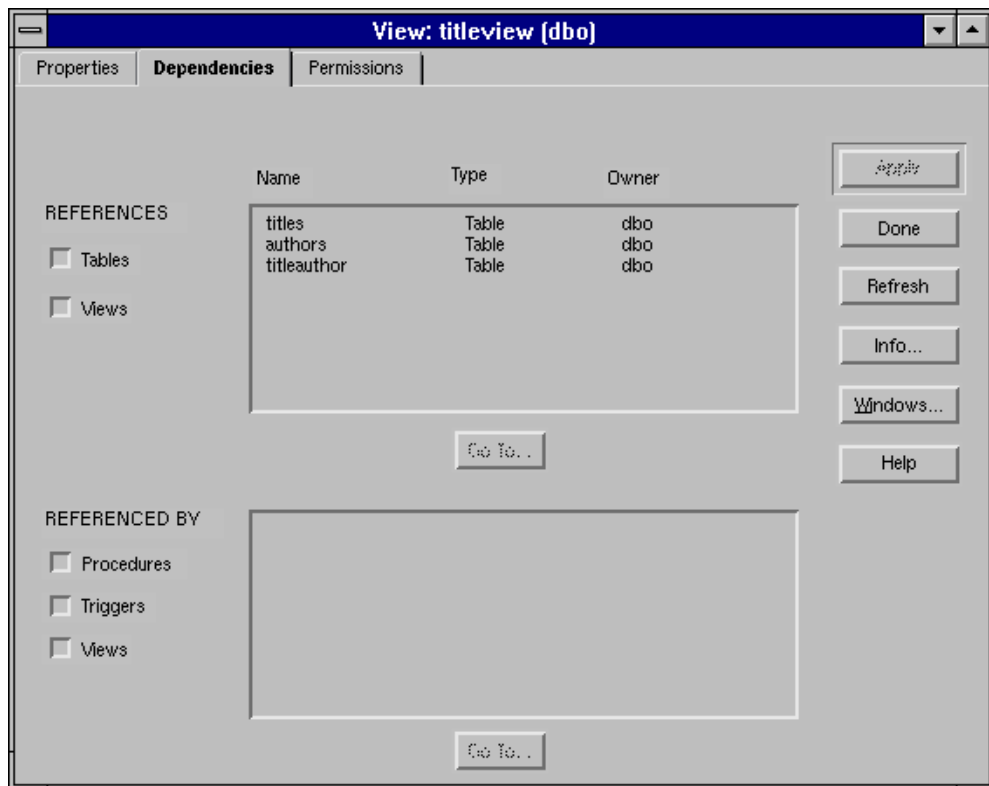 View: titleview (dbo)
Properties Dependencies Permissions
Name Type Owner
Apply
REFERENCES
titles Table dbo
authors Table dbo
titleauthor Table dbo
Tables
Views
Done
Refresh
Info...
Windows...
Help
Go To...
REFERENCED BY
Procedures
Triggers
Views
Go To...